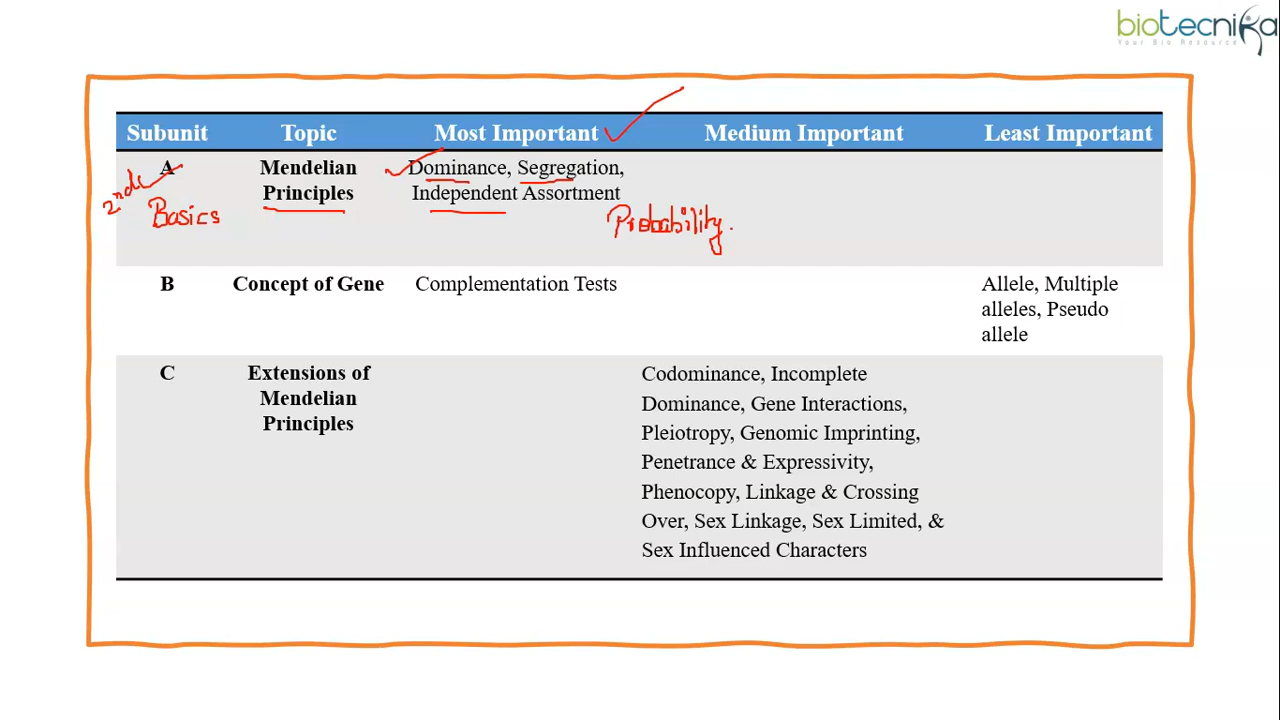 biotecnika
Your Bio Resource
Subunit Topic Most Important Medium Important Least Important
A Mendelian Dominance, Segregation,
Principles Independent Assortment
Basics Probability.
B Concept of Gene Complementation Tests Allele, Multiple
alleles, Pseudo
allele
C Extensions of Codominance, Incomplete
Mendelian Dominance, Gene Interactions,
Principles Pleiotropy, Genomic Imprinting,
Penetrance & Expressivity,
Phenocopy, Linkage & Crossing
Over, Sex Linkage, Sex Limited, &
Sex Influenced Characters